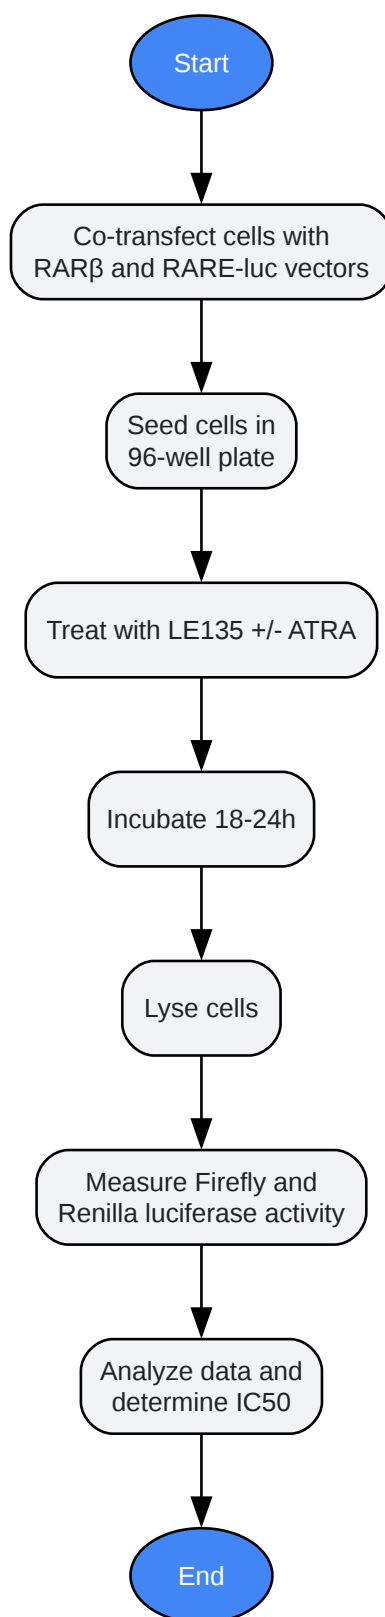 Start
Co-transfect cells with
RARβ and RARE-luc vectors
Seed cells in
96-well plate
Treat with LE135 +/- ATRA
Incubate 18-24h
Lyse cells
Measure Firefly and
Renilla luciferase activity
Analyze data and
determine IC50
End